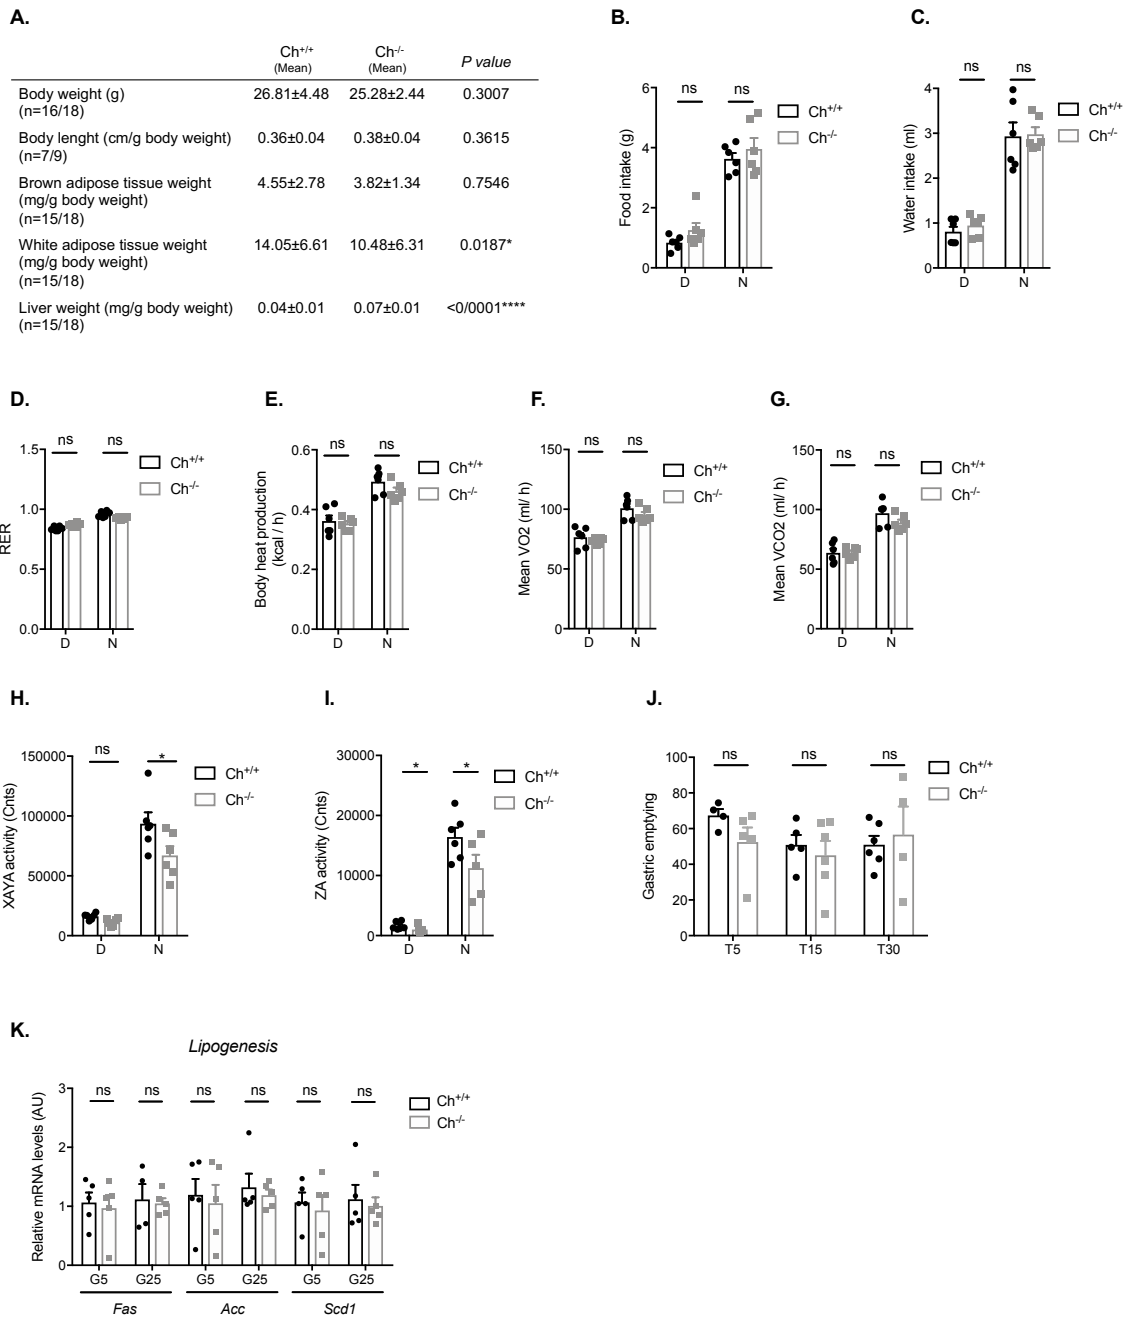 A.
Ch+/+ Ch-/- P value
(Mean) (Mean)
Body weight (g) 26.81±4.48 25.28±2.44 0.3007
(n=16/18)
Body lenght (cm/g body weight) 0.36±0.04 0.38±0.04 0.3615
(n=7/9)
Brown adipose tissue weight 4.55±2.78 3.82±1.34 0.7546
(mg/g body weight)
(n=15/18)
White adipose tissue weight 14.05±6.61 10.48±6.31 0.0187*
(mg/g body weight)
(n=15/18)
Liver weight (mg/g body weight) 0.04±0.01 0.07±0.01 <0/0001****
(n=15/18)
B.
Food intake (g)
6
4
2
0
ns ns
D N
Ch+/+
Ch-/-
C.
Water intake (ml)
4
3
2
1
0
ns ns
D N
Ch+/+
Ch-/-
D.
RER
1.5
1.0
0.5
0.0
ns ns
D N
Ch+/+
Ch-/-
E.
Body heat production
(kcal / h)
0.6
0.4
0.2
0.0
ns ns
D N
Ch+/+
Ch-/-
F.
Mean VO2 (ml/ h)
150
100
50
0
ns ns
D N
Ch+/+
Ch-/-
G.
Mean VCO2 (ml/ h)
150
100
50
0
ns ns
D N
Ch+/+
Ch-/-
H.
XAYA activity (Cnts)
150000
100000
50000
0
ns *
D N
Ch+/+
Ch-/-
I.
ZA activity (Cnts)
30000
20000
10000
0
* *
D N
Ch+/+
Ch-/-
J.
Gastric emptying
100
80
60
40
20
0
ns ns ns
T5 T15 T30
Ch+/+
Ch-/-
K.
Lipogenesis
Relative mRNA levels (AU)
3
2
1
0
ns ns ns ns ns ns
G5 G25 G5 G25 G5 G25
Fas Acc Scd1
Ch+/+
Ch-/-